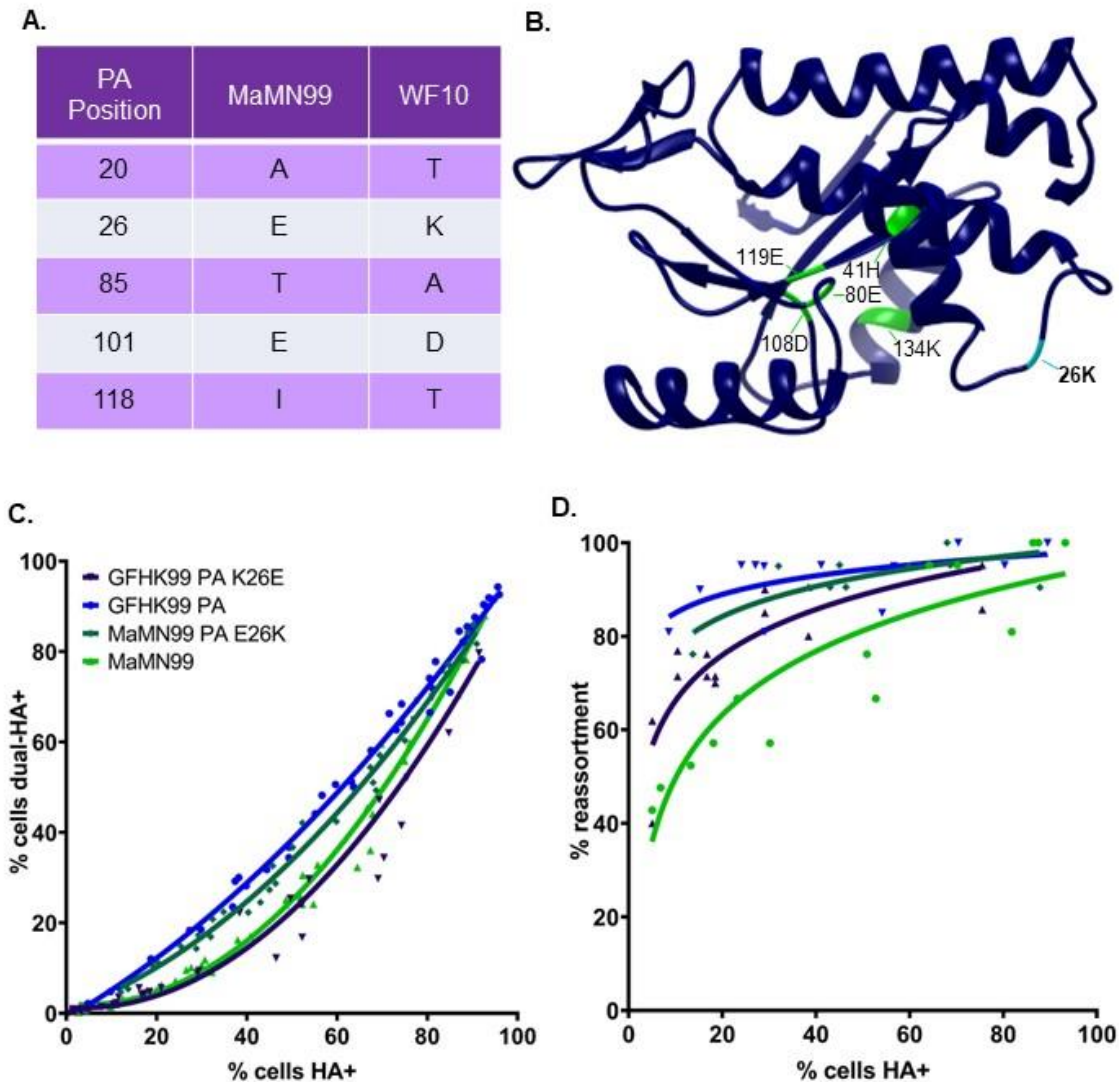 A.
PA Position MaMN99 WF10
20 A T
26 E K
85 T A
101 E D
118 I T
B.
119E
41H
80E
108D
134K
26K
C.
100
80
60
40
20
0
% cells dual-HA+
GFHK99 PA K26E
GFHK99 PA
MaMN99 PA E26K
MaMN99
0 20 40 60 80 100
% cells HA+
D.
100
80
60
40
20
0
% reassortment
0 20 40 60 80 100
% cells HA+